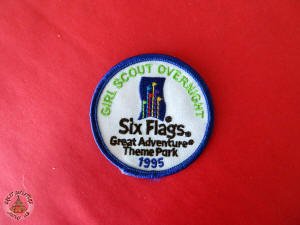 GIRL SCOUT OVERNIGHT
Six Flags®
Great Adventure®
Theme Park
1995